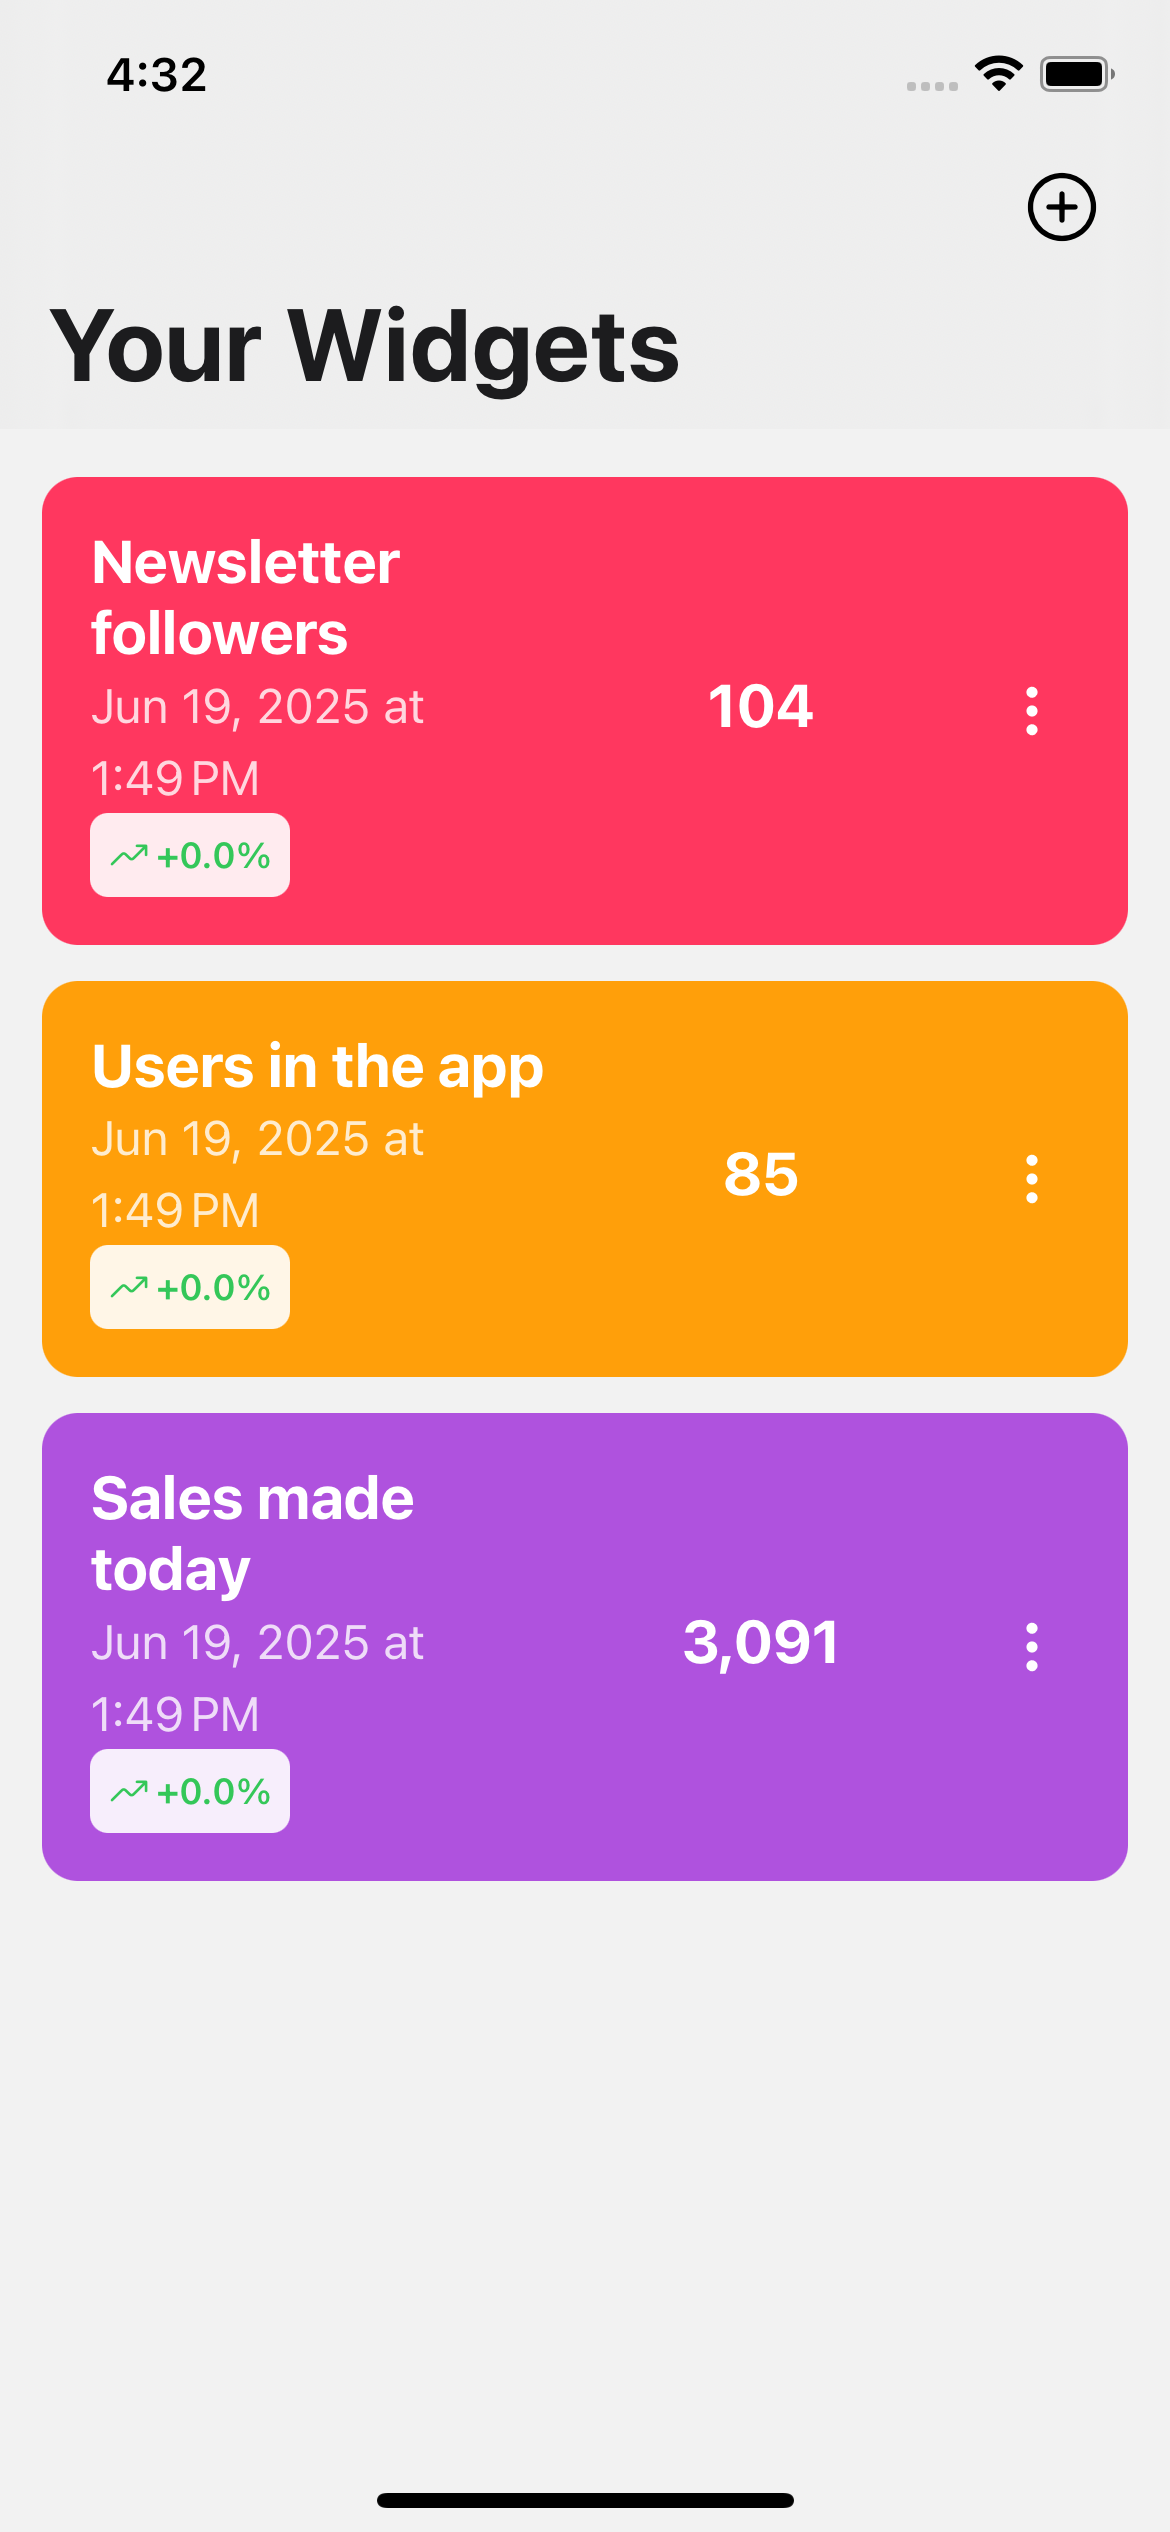 4:32
Your Widgets
Newsletter
followers
Jun 19, 2025 at
1:49 PM
+0.0%
104
Users in the app
Jun 19, 2025 at
1:49 PM
+0.0%
85
Sales made
today
Jun 19, 2025 at
1:49 PM
+0.0%
3,091